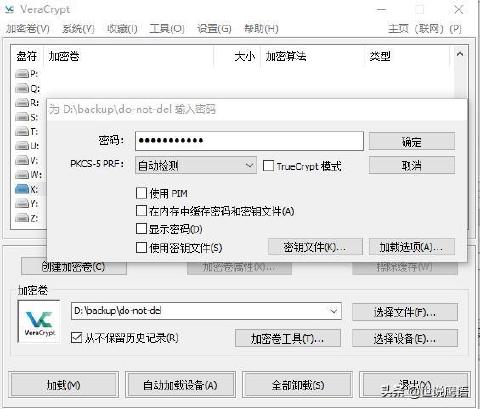 VeraCrypt
加密卷(V) 系统(Y) 收藏(I) 工具(O) 设置(G) 帮助(H) 主页 (联网) (P)
盘符 加密卷 大小 加密算法 类型
P:
Q:
R:
S:
T:
U:
V:
W:
X:
Y:
Z:
为 D:\backup\do-not-del 输入密码
密码: ●●●●●●●●●●● 确定
PKCS-5 PRF: 自动检测 TrueCrypt 模式 取消
使用 PIM
在内存中缓存密码和密钥文件(A)
显示密码(D)
使用密钥文件(S) 密钥文件(K)... 加载选项(A)...
创建加密卷(C) 加密卷属性(X)... 擦除缓存(W)
加密卷
VeraCrypt
D:\backup\do-not-del 选择文件(F)...
从不保留历史记录(R) 加密卷工具(T)... 选择设备(E)...
加载(M) 自动加载设备(A) 全部卸载(S) 退出(X)
头条 @世说魔语